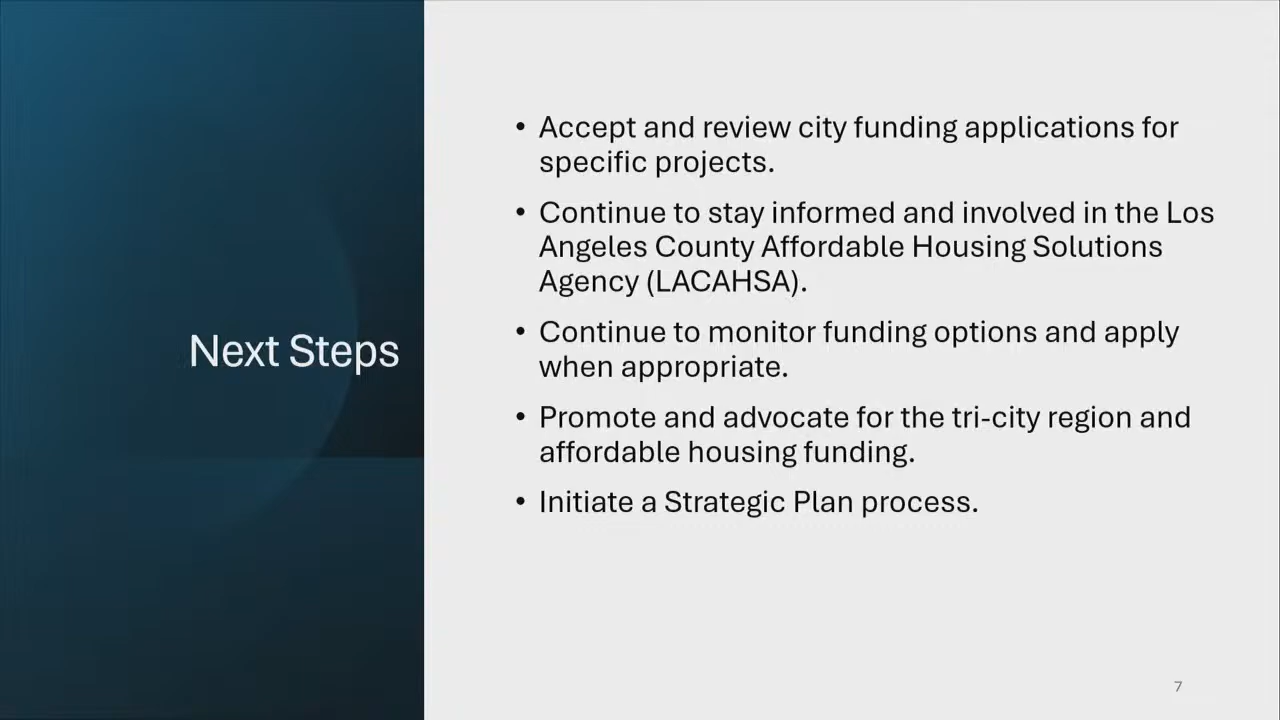 Next Steps
• Accept and review city funding applications for
specific projects.
• Continue to stay informed and involved in the Los
Angeles County Affordable Housing Solutions
Agency (LACAHSA).
• Continue to monitor funding options and apply
when appropriate.
• Promote and advocate for the tri-city region and
affordable housing funding.
• Initiate a Strategic Plan process.
7